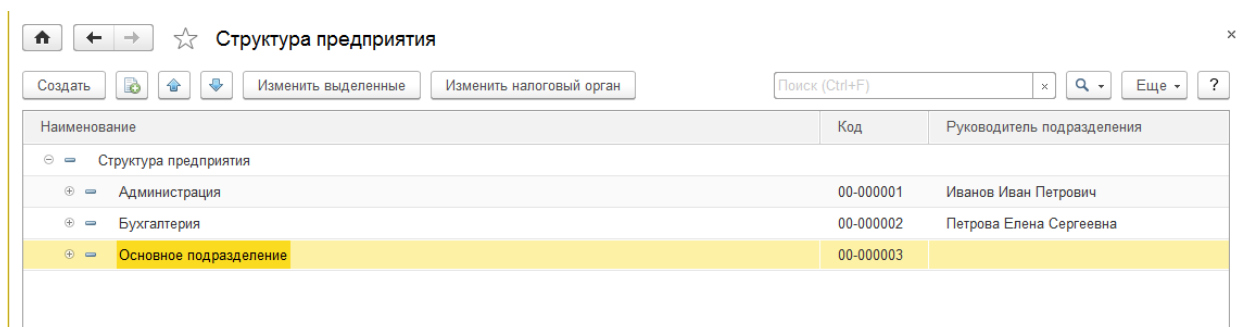 Структура предприятия
Создать Изменить выделенные Изменить налоговый орган Поиск (Ctrl+F) Еще ?
Наименование Код Руководитель подразделения
Структура предприятия
Администрация 00-000001 Иванов Иван Петрович
Бухгалтерия 00-000002 Петрова Елена Сергеевна
Основное подразделение 00-000003